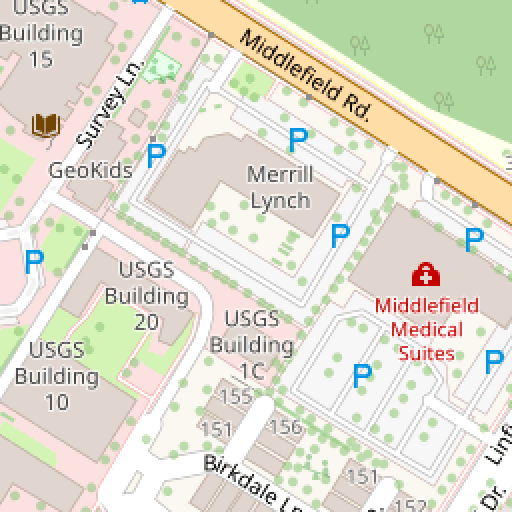 USGS
Building
15
Middlefield Rd.
Survey Ln.
P
P
GeoKids
Merrill
Lynch
P
P
P
USGS
Building
20
Middlefield
Medical
Suites
USGS
Building
1C
USGS
Building
10
P
P
155
151
156
Birkdale Ln
151
152
Linf
Dr.